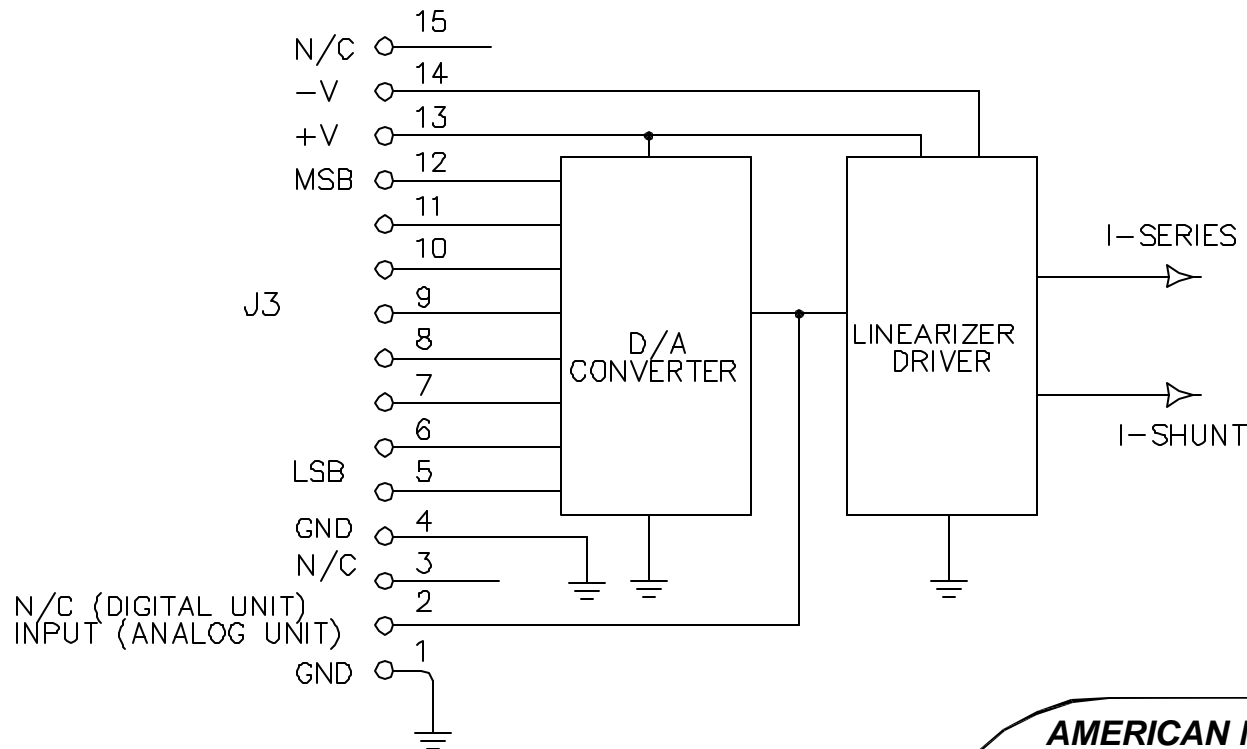 15
N/C
14
-V
13
+V
12
MSB
11
10
J3
9
8
7
6
LSB
5
GND
4
N/C
3
N/C (DIGITAL UNIT)
2
INPUT (ANALOG UNIT)
1
GND
D/A
CONVERTER
LINEARIZER
DRIVER
I-SERIES
I-SHUNT
AMERICAN